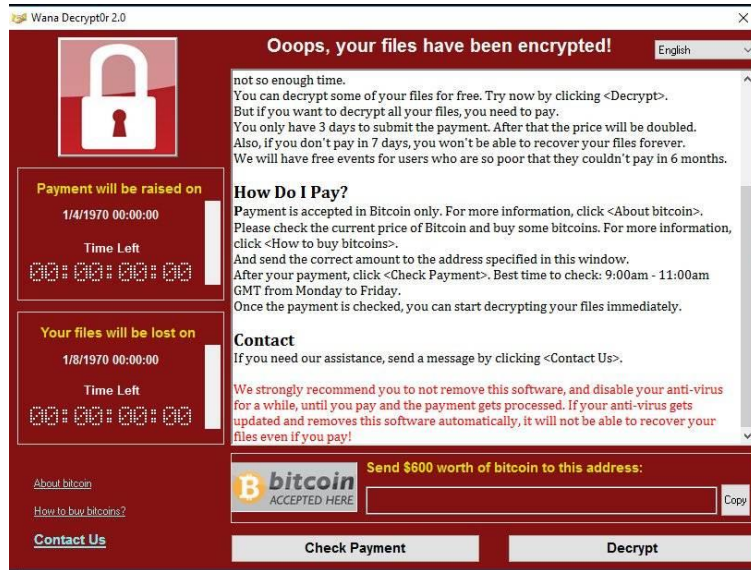 Wana Decrypt0r 2.0
Ooops, your files have been encrypted!
English
not so enough time.
You can decrypt some of your files for free. Try now by clicking <Decrypt>.
But if you want to decrypt all your files, you need to pay.
You only have 3 days to submit the payment. After that the price will be doubled.
Also, if you don't pay in 7 days, you won't be able to recover your files forever.
We will have free events for users who are so poor that they couldn't pay in 6 months.
How Do I Pay?
Payment is accepted in Bitcoin only. For more information, click <About bitcoin>.
Please check the current price of Bitcoin and buy some bitcoins. For more information,
click <How to buy bitcoins>.
And send the correct amount to the address specified in this window.
After your payment, click <Check Payment>. Best time to check: 9:00am - 11:00am
GMT from Monday to Friday.
Once the payment is checked, you can start decrypting your files immediately.
Contact
If you need our assistance, send a message by clicking <Contact Us>.
We strongly recommend you to not remove this software, and disable your anti-virus
for a while, until you pay and the payment gets processed. If your anti-virus gets
updated and removes this software automatically, it will not be able to recover your
files even if you pay!
Payment will be raised on
1/4/1970 00:00:00
Time Left
00:00:00:00
Your files will be lost on
1/8/1970 00:00:00
Time Left
00:00:00:00
About bitcoin
How to buy bitcoins?
Contact Us
bitcoin
ACCEPTED HERE
Send $600 worth of bitcoin to this address:
Copy
Check Payment
Decrypt